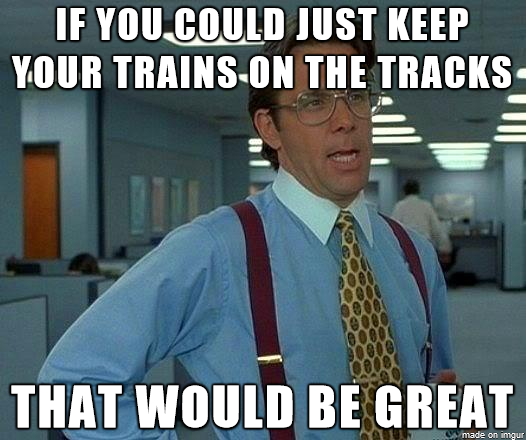 IF YOU COULD JUST KEEP
YOUR TRAINS ON THE TRACKS
THAT WOULD BE GREAT
made on imgur